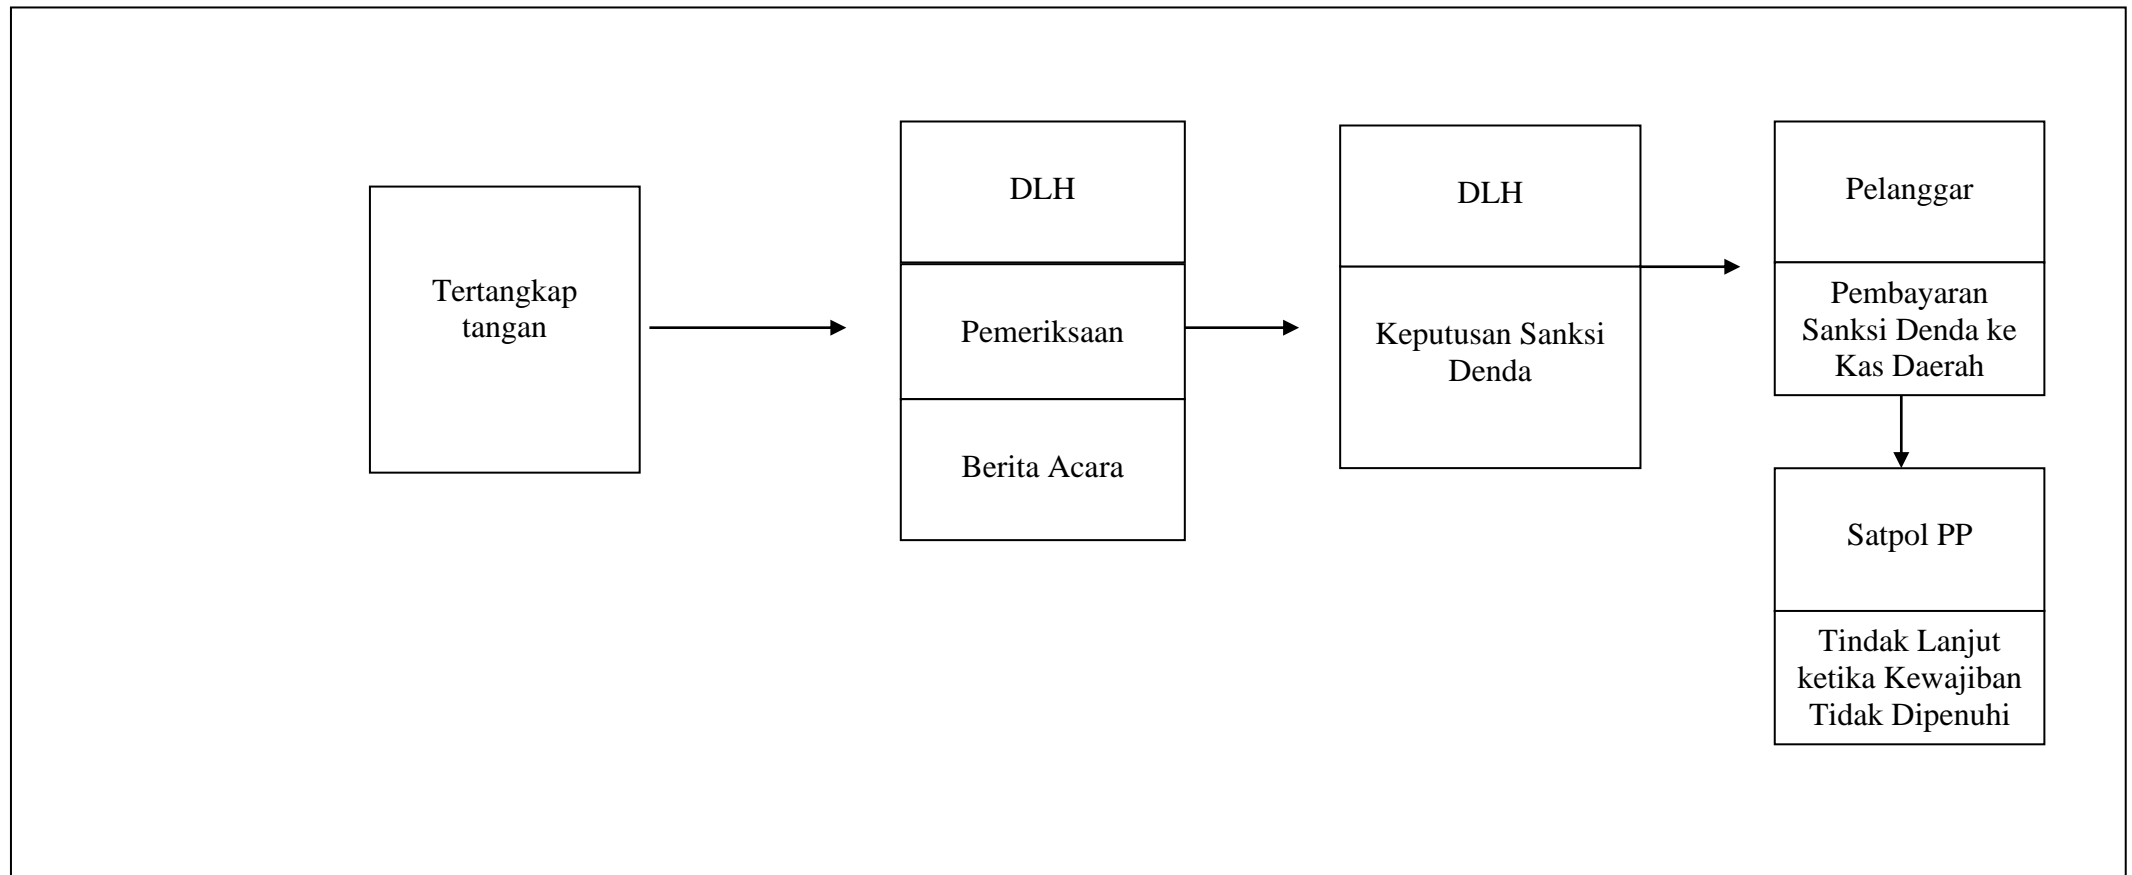 Tertangkap
tangan
DLH
Pemeriksaan
Berita Acara
DLH
Keputusan Sanksi
Denda
Pelanggar
Pembayaran
Sanksi Denda ke
Kas Daerah
Satpol PP
Tindak Lanjut
ketika Kewajiban
Tidak Dipenuhi